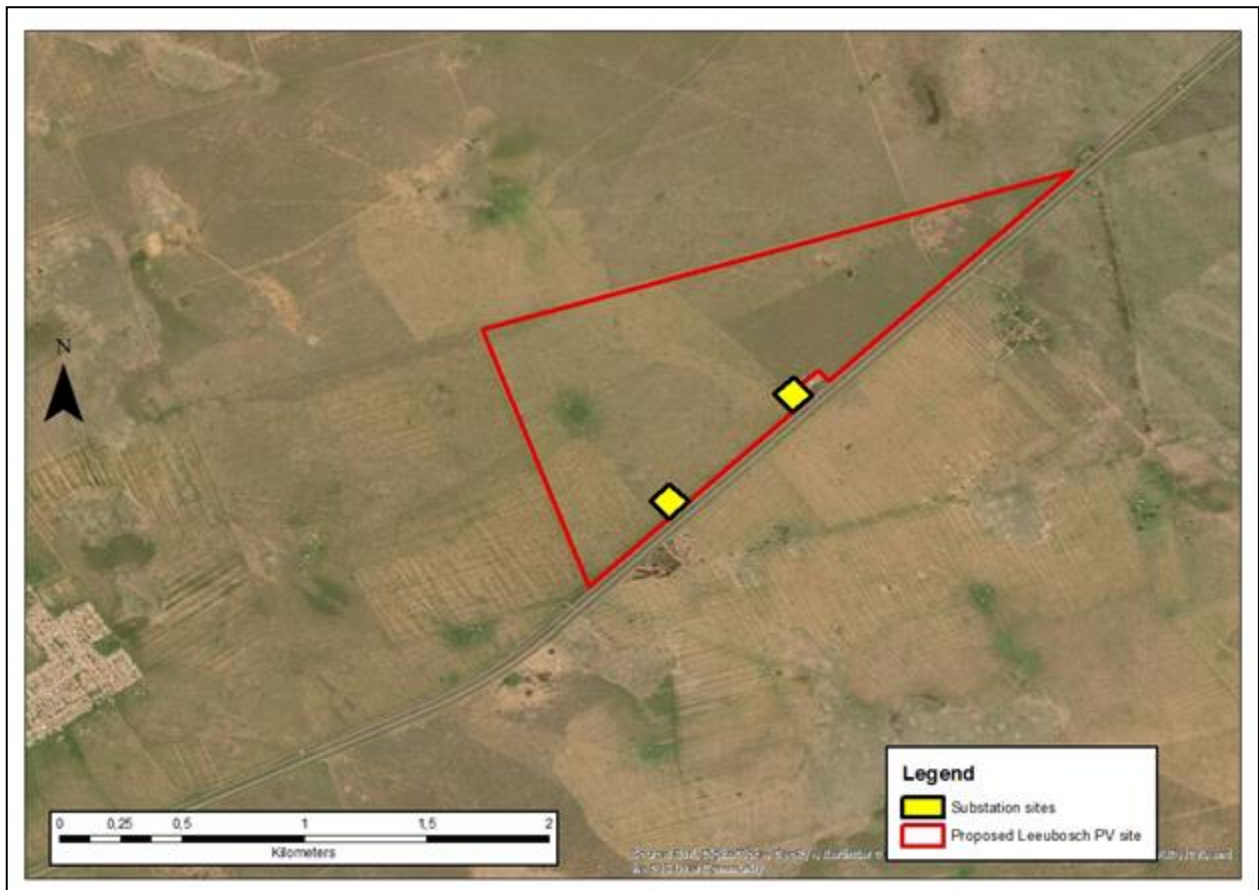 N
Legend
Substation sites
Proposed Leeubosch PV site
0 0,25 0,5 1 1,5 2
Kilometers